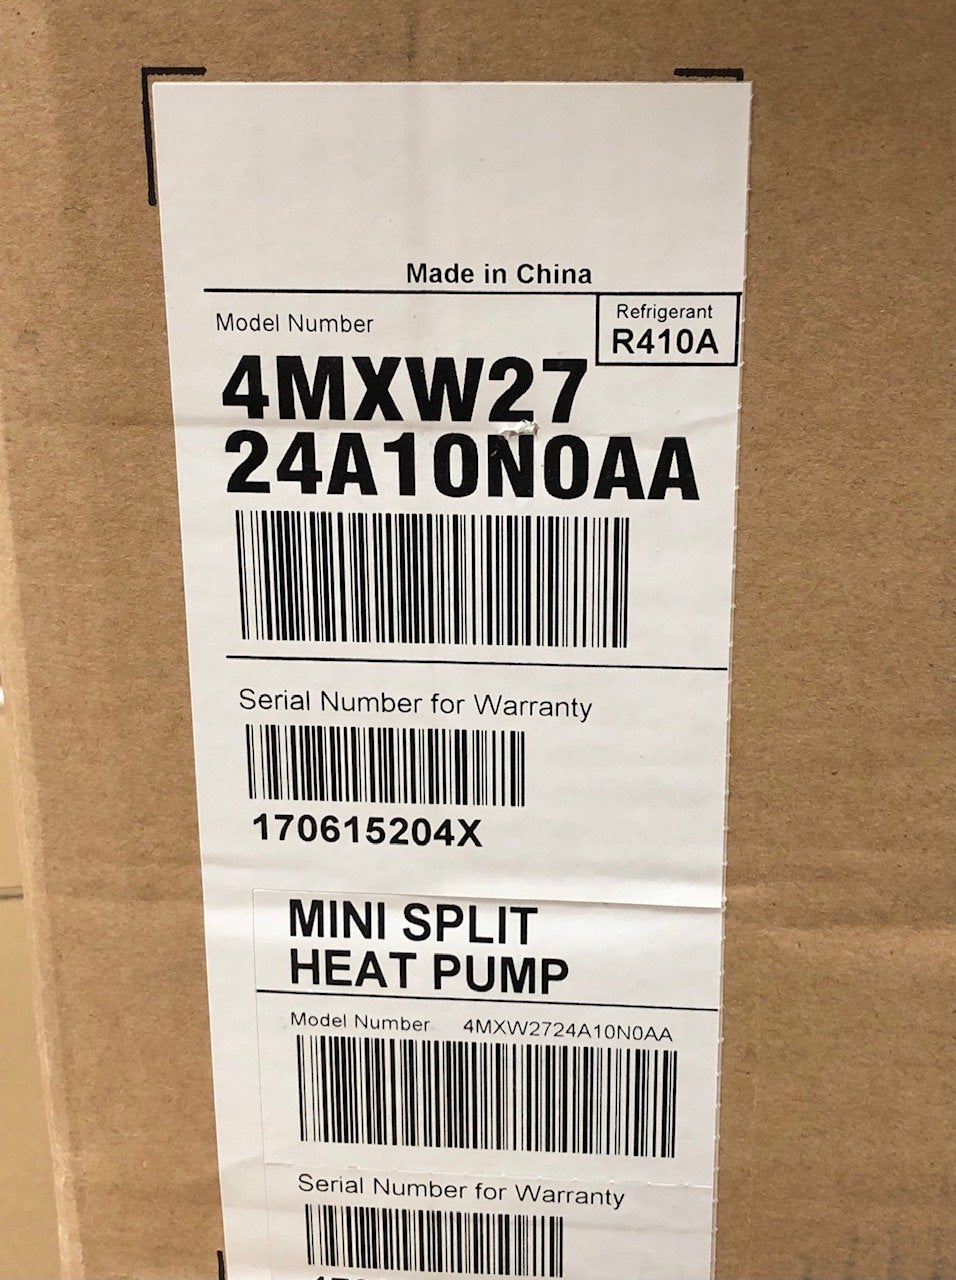 Made in China
Model Number
Refrigerant
R410A
4MXW27
24A10N0AA
Serial Number for Warranty
170615204X
MINI SPLIT
HEAT PUMP
Model Number 4MXW2724A10N0AA
Serial Number for Warranty